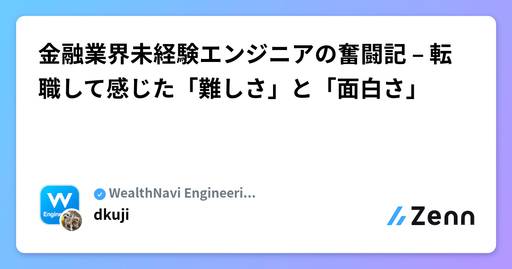 金融業界未経験エンジニアの奮闘記 – 転
職して感じた「難しさ」と「面白さ」
W
Engine
WealthNavi Engineeri...
dkuji
Zenn